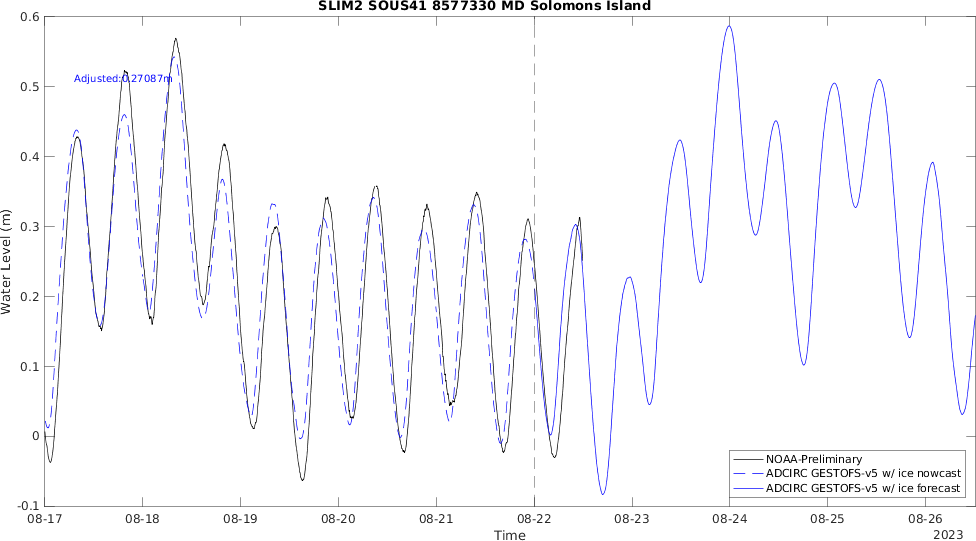 SLIM2 SOUS41 8577330 MD Solomons Island
0.6
Adjusted:0.27087m
0.5
0.4
0.3
0.2
0.1
0
-0.1
Water Level (m)
NOAA-Preliminary
ADCIRC GESTOFS-v5 w/ ice nowcast
ADCIRC GESTOFS-v5 w/ ice forecast
08-17 08-18 08-19 08-20 08-21 08-22 08-23 08-24 08-25 08-26
Time
2023